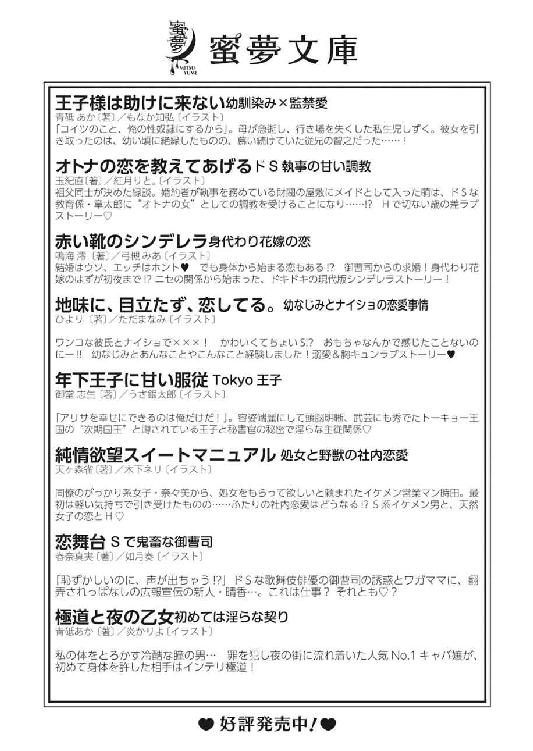 蜜夢
MITSU
YUME
蜜夢文庫
王子様は助けに来ない 幼馴染み×監禁愛
青砥あか〔著〕／もなか知弘〔イラスト〕
「コイツのこと、俺の性奴隷にするから」。母が急逝し、行き場を失くした私生児しずく。彼女を引
き取ったのは、幼い頃に絶縁したものの、慕い続けていた従兄の智之だった……！
オトナの恋を教えてあげる ドS執事の甘い調教
玉紀直〔著〕／紅月りと。〔イラスト〕
祖父同士が決めた縁談。婚約者が執事を務めている財閥の屋敷にメイドとして入った萌は、ドSな
教育係・章太郎に“オトナの女”としての調教を受けることになり……!? Hで切ない歳の差ラブ
ストーリー♡
赤い靴のシンデレラ 身代わり花嫁の恋
鳴海澪〔著〕／弓槻みあ〔イラスト〕
結婚はウソ、エッチはホント♥ でも身体から始まる恋もある!? 御曹司からの求婚！身代わり花
嫁のはずが初夜まで!? ニセの関係から始まった、ドキドキの現代版シンデレラストーリー！
地味に、目立たず、恋してる。 幼なじみとナイショの恋愛事情
ひより〔著〕／ただまなみ〔イラスト〕
ワンコな彼氏とナイショで×××！ かわいくてちょいS!? おもちゃなんかで感じたことないの
にー!! 幼なじみとあんなことやこんなこと経験しました！溺愛＆胸キュンラブストーリー♥
年下王子に甘い服従 Tokyo 王子
御堂志生〔著〕／うさ銀太郎〔イラスト〕
「アリサを幸せにできるのは俺だけだ！」。容姿端麗にして頭脳明晰、武芸にも秀でたトーキョー王
国の“次期国王”と噂されている王子と秘書官の秘密で淫らな主従関係♡
純情欲望スイートマニュアル 処女と野獣の社内恋愛
天ヶ森雀〔著〕／木下ネリ〔イラスト〕
同僚のがっかり系女子・奈々美から、処女をもらって欲しいと頼まれたイケメン営業マン時田。最
初は軽い気持ちで引き受けたものの……ふたりの社内恋愛はどうなる!? S系イケメン男と、天然
女子の恋とH♡
恋舞台 Sで鬼畜な御曹司
春奈真実〔著〕／如月奏〔イラスト〕
「恥ずかしいのに、声が出ちゃう!?」 ドSな歌舞伎俳優の御曹司の誘惑とワガママに、翻
弄されっぱなしの広報宣伝の新人・晴香…。これは仕事？ それとも♡？
極道と夜の乙女 初めては淫らな契り
青砥あか〔著〕／炎かりよ〔イラスト〕
私の体をとろかす冷酷な瞳の男… 罪を犯し夜の街に流れ着いた人気No.1キャバ嬢が、
初めて身体を許した相手はインテリ極道！
♥好評発売中！♥